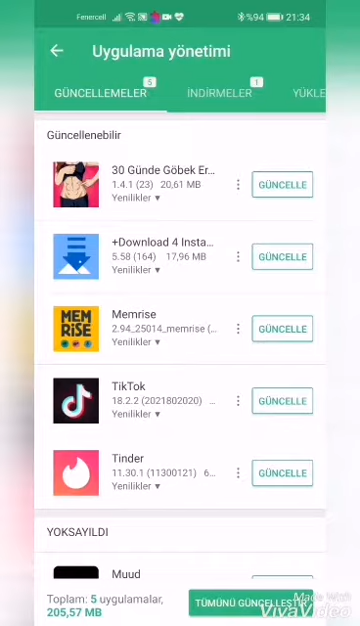 Fenercell %94 21:34
Uygulama yönetimi
GÜNCELLEMELER 5 İNDİRMELER 1 YÜKLE
Güncellenebilir
30 Günde Göbek Er...
1.4.1 (23) 20,61 MB
Yenilikler ▼
GÜNCELLE
+Download 4 Insta...
5.58 (164) 17,96 MB
Yenilikler ▼
GÜNCELLE
MEM
RiSE
Memrise
2.94_25014_memrise (...
Yenilikler ▼
GÜNCELLE
TikTok
18.2.2 (2021802020) ...
Yenilikler ▼
GÜNCELLE
Tinder
11.30.1 (11300121) 6...
Yenilikler ▼
GÜNCELLE
YOKSAYILDI
Muud
Toplam: 5 uygulamalar,
205,57 MB
TÜMÜNÜ GÜNCELLEŞTİR
Made With
VivaVideo